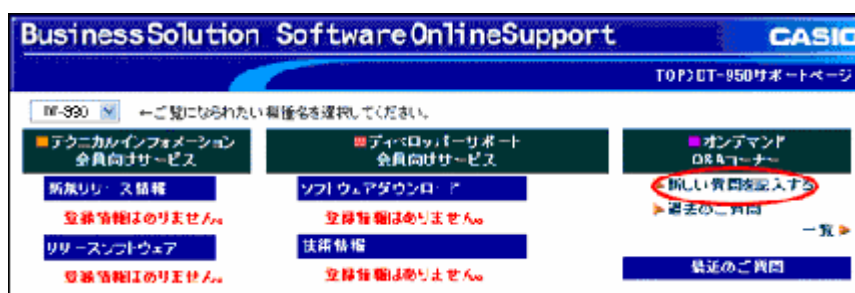 Business Solution Software Online Support
CASIO
TOP>DT-950サポートページ
←ご覧になられたい機種名を選択してください。
■テクニカルインフォメーション
会員向けサービス
■ディベロッパーサポート
会員向けサービス
■オンデマンド
Q&Aコーナー
新規リリース情報
登録情報はありません。
リリースソフトウェア
登録情報はありません。
ソフトウェアダウンロード
登録情報はありません。
技術情報
登録情報はありません。
新しい質問を記入する
過去のご質問
一覧
最近のご質問